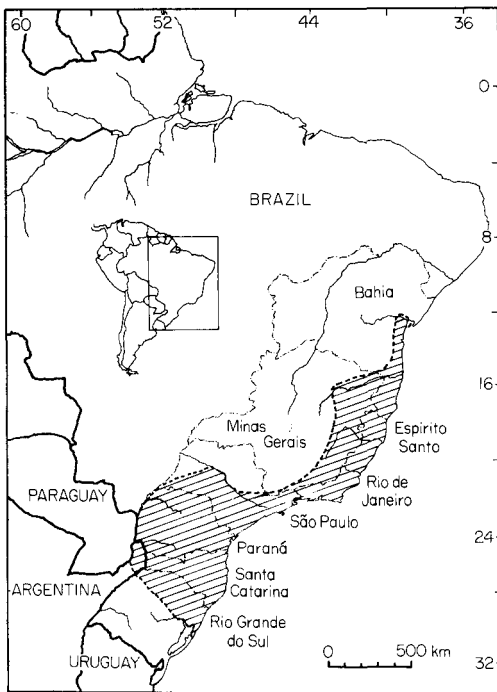 60 52 44 36
0
BRAZIL
8
Bahia
16
Minas
Gerais
Espírito
Santo
Rio de
Janeiro
PARAGUAY
São Paulo
24
Paraná
ARGENTINA
Santa
Catarina
Rio Grande
do Sul
0 500 km
URUGUAY
32